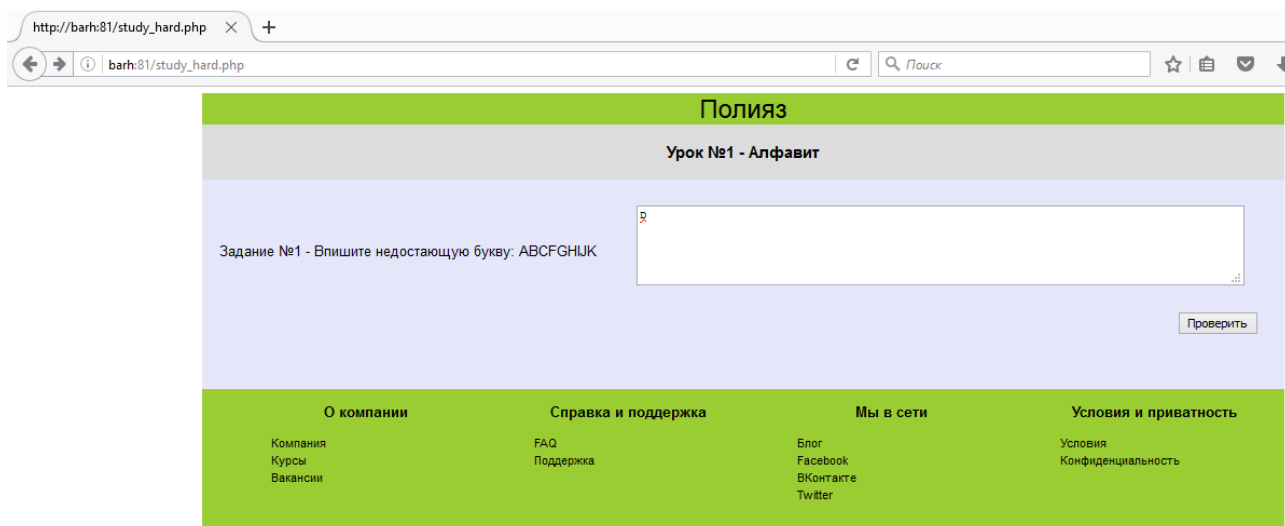 http://barh:81/study_hard.php
barh:81/study_hard.php
Поиск
Полияз
Урок №1 - Алфавит
D
Задание №1 - Впишите недостающую букву: ABCFGHIJK
Проверить
О компании
Компания
Курсы
Вакансии
Справка и поддержка
FAQ
Поддержка
Мы в сети
Блог
Facebook
ВКонтакте
Twitter
Условия и приватность
Условия
Конфиденциальность